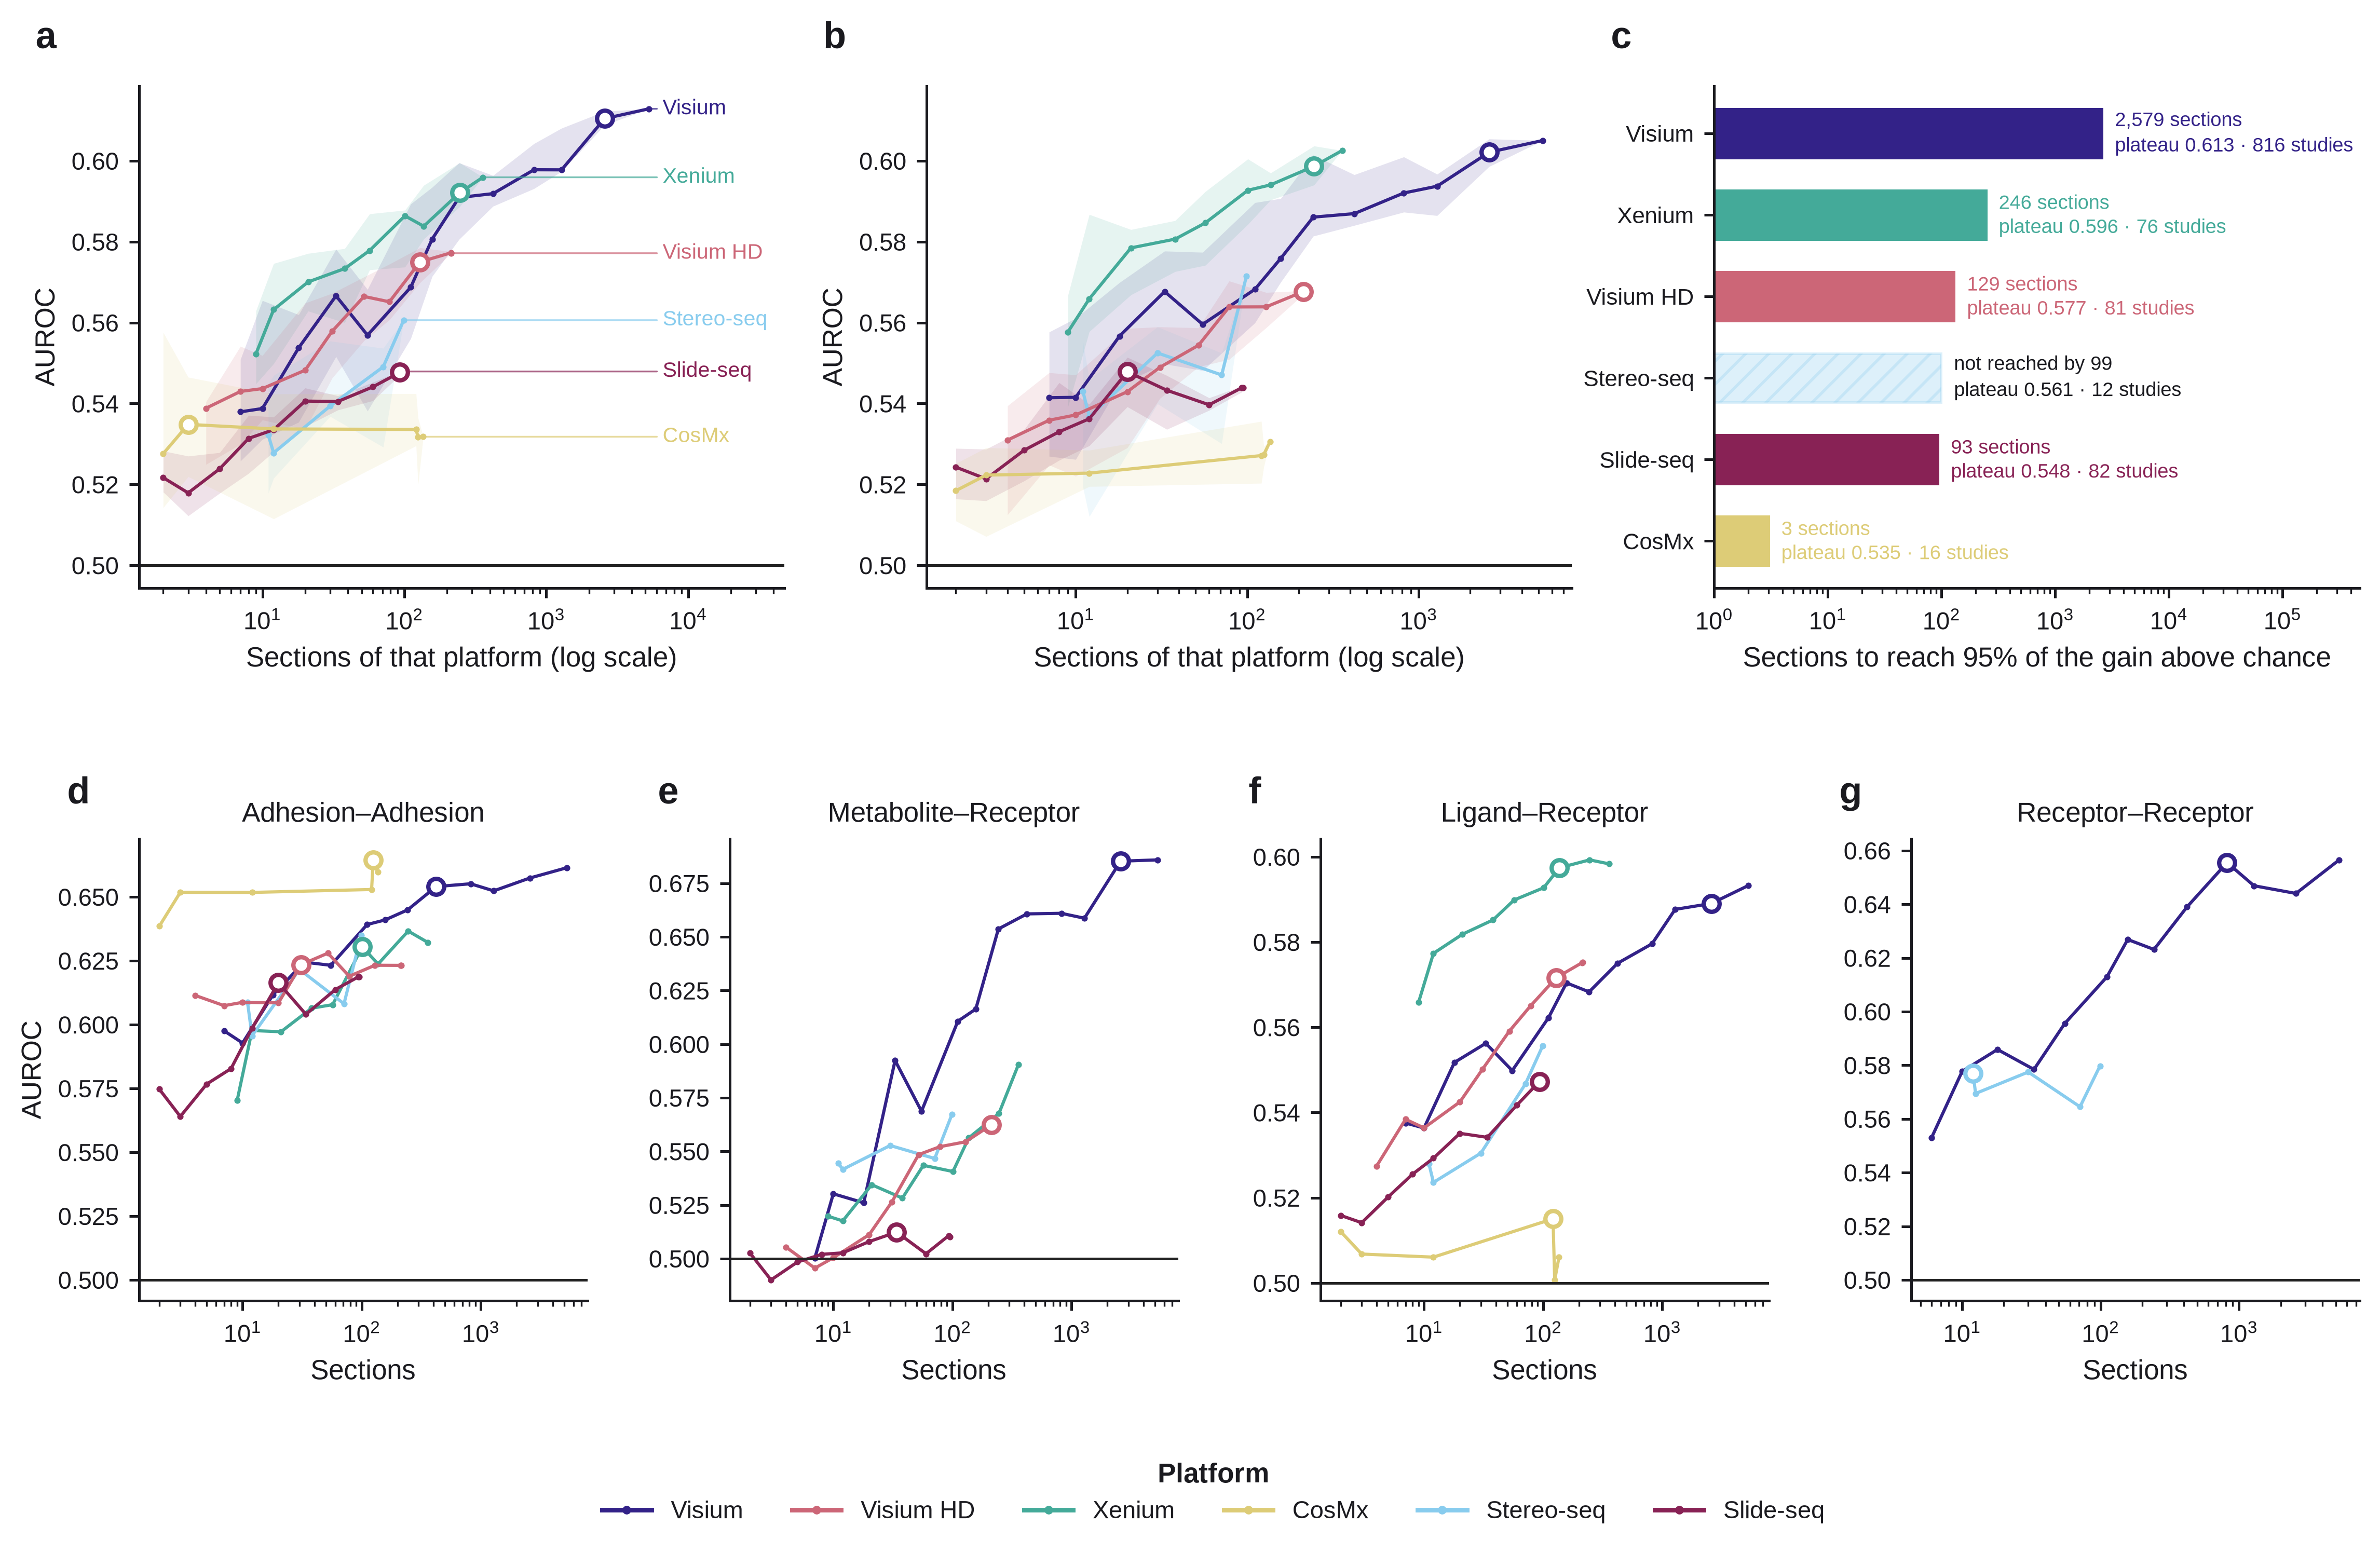 a
AUROC
0.60
0.58
0.56
0.54
0.52
0.50
Visium
Xenium
Visium HD
Stereo-seq
Slide-seq
CosMx
10¹ 10² 10³ 10⁴
Sections of that platform (log scale)
b
AUROC
0.60
0.58
0.56
0.54
0.52
0.50
10¹ 10² 10³
Sections of that platform (log scale)
c
Visium
2,579 sections
plateau 0.613 · 816 studies
Xenium
246 sections
plateau 0.596 · 76 studies
Visium HD
129 sections
plateau 0.577 · 81 studies
Stereo-seq
not reached by 99
plateau 0.561 · 12 studies
Slide-seq
93 sections
plateau 0.548 · 82 studies
CosMx
3 sections
plateau 0.535 · 16 studies
10⁰ 10¹ 10² 10³ 10⁴ 10⁵
Sections to reach 95% of the gain above chance
d
Adhesion–Adhesion
AUROC
0.650
0.625
0.600
0.575
0.550
0.525
0.500
10¹ 10² 10³
Sections
e
Metabolite–Receptor
0.675
0.650
0.625
0.600
0.575
0.550
0.525
0.500
10¹ 10² 10³
Sections
f
Ligand–Receptor
0.60
0.58
0.56
0.54
0.52
0.50
10¹ 10² 10³
Sections
g
Receptor–Receptor
0.66
0.64
0.62
0.60
0.58
0.56
0.54
0.52
0.50
10¹ 10² 10³
Sections
Platform
Visium Visium HD Xenium CosMx Stereo-seq Slide-seq